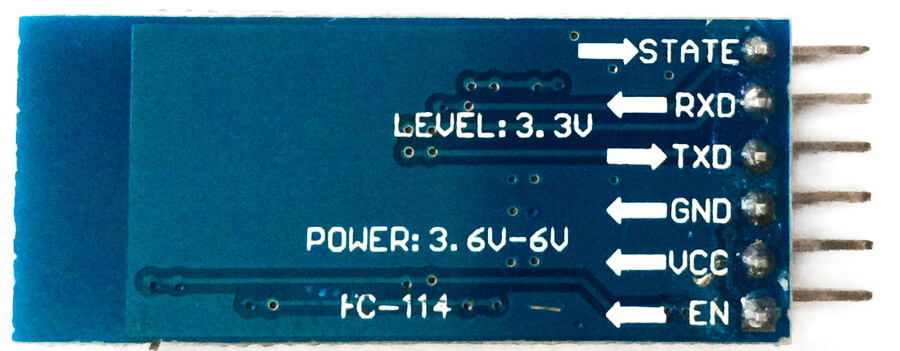 STATE
RXD
LEVEL: 3.3V
TXD
GND
POWER: 3.6V-6V
VCC
FC-114
EN